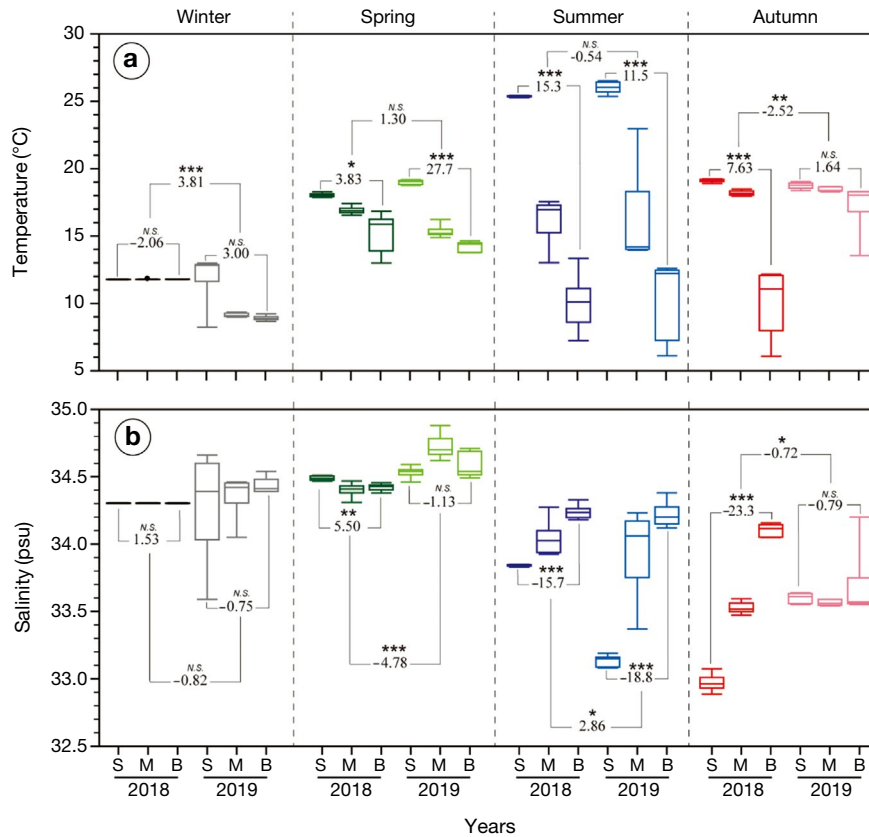 Winter Spring Summer Autumn
a
Temperature (°C)
30
25
20
15
10
5
N.S.
−2.06
***
3.81
N.S.
3.00
*
3.83
N.S.
1.30
***
27.7
***
15.3
N.S.
−0.54
***
11.5
***
7.63
**
−2.52
N.S.
1.64
b
Salinity (psu)
35.0
34.5
34.0
33.5
33.0
32.5
N.S.
1.53
N.S.
−0.75
N.S.
−0.82
**
5.50
N.S.
−1.13
***
−4.78
***
−15.7
***
−18.8
*
2.86
***
−23.3
*
−0.72
N.S.
−0.79
S M B S M B S M B S M B S M B S M B S M B S M B
2018 2019 2018 2019 2018 2019 2018 2019
Years